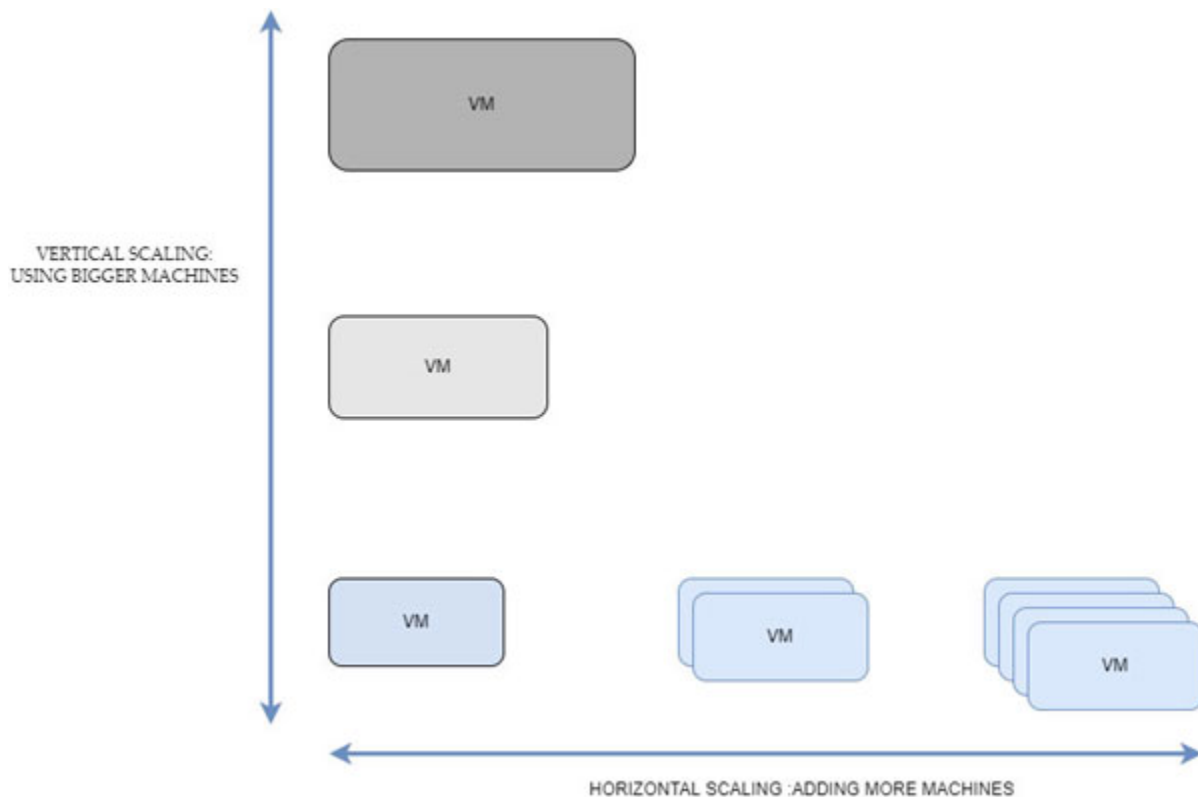 VM
VERTICAL SCALING:
USING BIGGER MACHINES
VM
VM
VM
VM
HORIZONTAL SCALING :ADDING MORE MACHINES